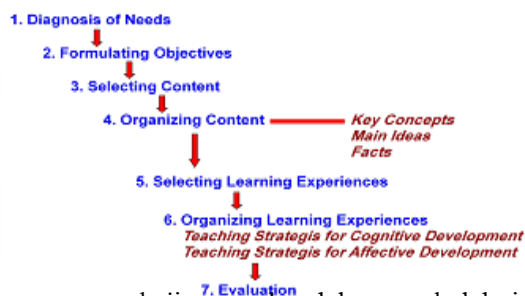 1. Diagnosis of Needs
2. Formulating Objectives
3. Selecting Content
4. Organizing Content
Key Concepts
Main Ideas
Facts
5. Selecting Learning Experiences
6. Organizing Learning Experiences
Teaching Strategis for Cognitive Development
Teaching Strategis for Affective Development
7. Evaluation